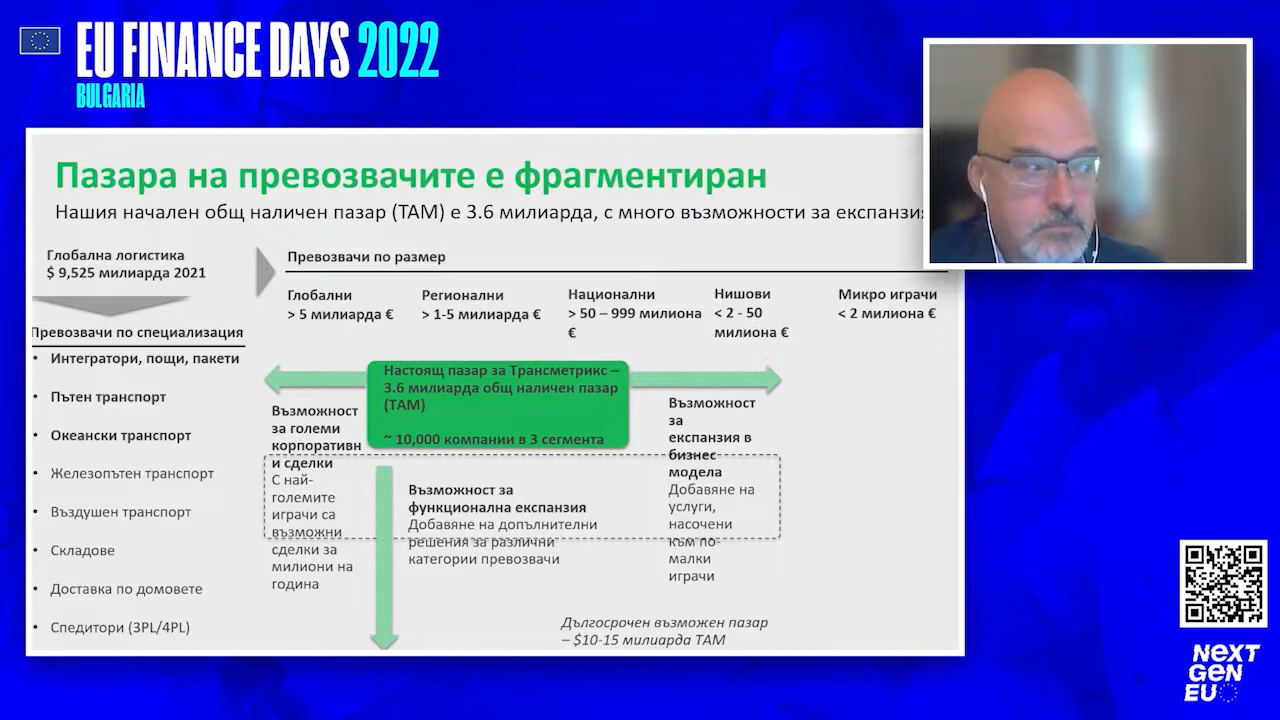 EU FINANCE DAYS 2022
BULGARIA
Пазара на превозвачите е фрагментиран
Нашия начален общ наличен пазар (TAM) е 3.6 милиарда, с много възможности за
Глобална логистика
$ 9,525 милиарда 2021
Превозвачи по размер
Глобални
> 5 милиарда €
Регионални
> 1-5 милиарда €
Национални
> 50 – 999 милиона
€
Нишови
< 2 - 50
милиона €
Микро играчи
< 2 милиона €
Превозвачи по специализация
• Интегратори, пощи, пакети
• Пътен транспорт
• Океански транспорт
• Железопътен транспорт
• Въздушен транспорт
• Складове
• Доставка по домовете
• Спедитори (3PL/4PL)
Настоящ пазар за Трансметрикс –
3.6 милиарда общ наличен пазар
(TAM)
~ 10,000 компании в 3 сегмента
Възможност
за големи
корпоративн
и сделки
С най-
големите
играчи са
възможни
сделки за
милиони на
година
Възможност за
функционална експанзия
Добавяне на допълнителни
решения за различни
категории превозвачи
Възможност
за
експанзия в
бизнес
модела
Добавяне на
услуги,
насочени
към по-
малки
играчи
Дългосрочен възможен пазар
– $10-15 милиарда TAM
NEXT
GEN
EU